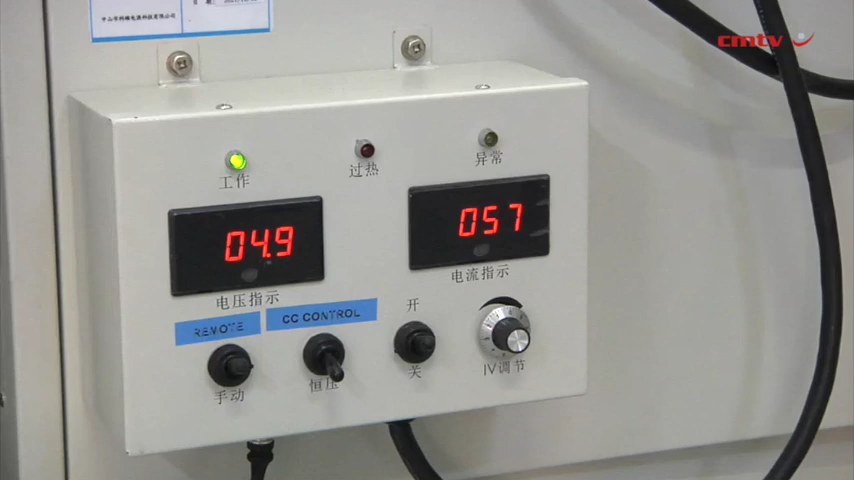 中山市科峰电源科技有限公司
cmtv
工作
过热
异常
04.9
057
电压指示
电流指示
REMOTE
CC CONTROL
开
手动
恒压
关
IV调节